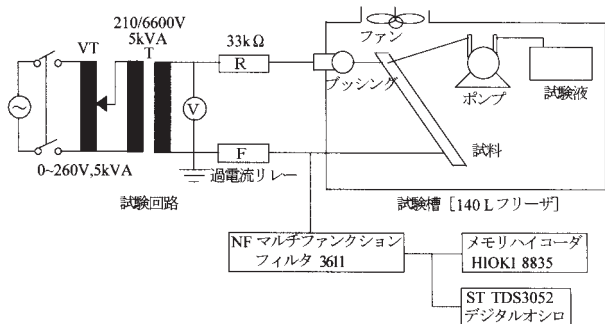 210/6600V
5kVA
VT
T
33kΩ
R
V
F
過電流リレー
0~260V,5kVA
試験回路
ファン
ブッシング
ポンプ
試験液
試料
試験槽［140 L フリーザ］
NF マルチファンクション
フィルタ 3611
メモリハイコーダ
HIOKI 8835
ST TDS3052
デジタルオシロ